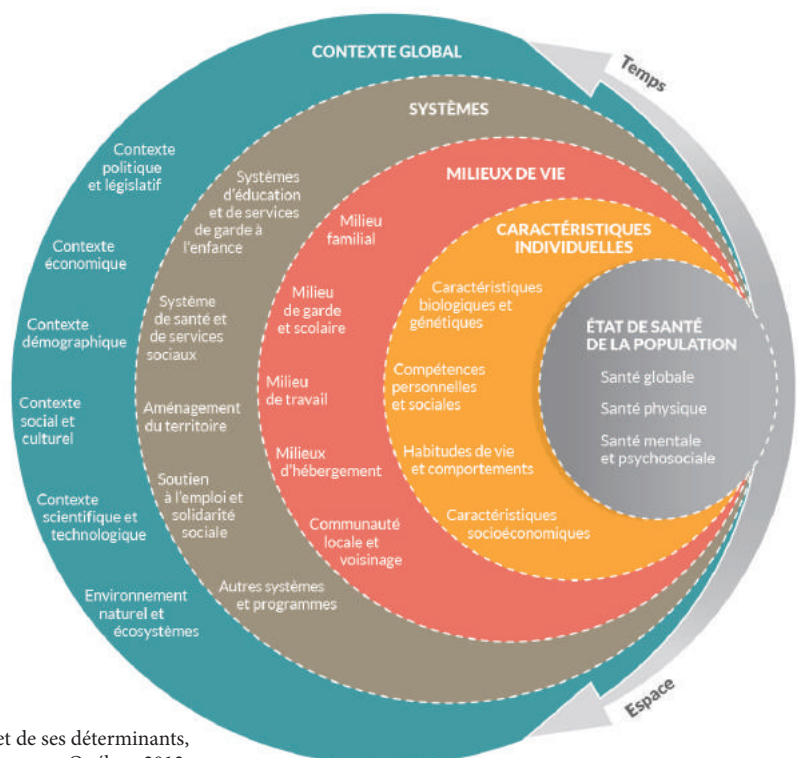 CONTEXTE GLOBAL
Contexte
politique
et législatif
Contexte
économique
Contexte
démographique
Contexte
social et
culturel
Contexte
scientifique et
technologique
Environnement
naturel et
écosystèmes
SYSTÈMES
Systèmes
d'éducation
et de services
de garde à
l'enfance
Système
de santé et
de services
sociaux
Aménagement
du territoire
Soutien
à l'emploi et
solidarité
sociale
Autres systèmes
et programmes
MILIEUX DE VIE
Milieu
familial
Milieu
de garde
et scolaire
Milieu
de travail
Milieux
d'hébergement
Communauté
locale et
voisinage
CARACTÉRISTIQUES
INDIVIDUELLES
Caractéristiques
biologiques et
génétiques
Compétences
personnelles
et sociales
Habitudes de vie
et comportements
Caractéristiques
socioéconomiques
ÉTAT DE SANTÉ
DE LA POPULATION
Santé globale
Santé physique
Santé mentale
et psychosociale
Temps
Espace
et de ses déterminants,